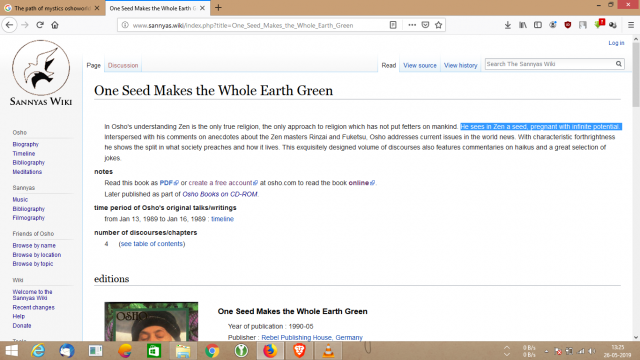 The path of mystics oshoworld
One Seed Makes the Whole Earth G
www.sannyas.wiki/index.php?title=One_Seed_Makes_the_Whole_Earth_Green
Search
Log in
Page Discussion Read View source View history Search The Sannyas Wiki
SANNYAS WIKI
One Seed Makes the Whole Earth Green
In Osho's understanding Zen is the only true religion, the only approach to religion which has not put fetters on mankind. He sees in Zen a seed, pregnant with infinite potential.
Interspersed with his comments on anecdotes about the Zen masters Rinzai and Fuketsu, Osho addresses current issues in the world news. With characteristic forthrightness
he shows the split in what society preaches and how it lives. This exquisitely designed volume of discourses also features commentaries on haikus and a great selection of
jokes.
notes
Read this book as PDF or create a free account at osho.com to read the book online.
Later published as part of Osho Books on CD-ROM.
time period of Osho's original talks/writings
from Jan 13, 1989 to Jan 16, 1989 : timeline
number of discourses/chapters
4 (see table of contents)
editions
OSHO
One Seed Makes the Whole Earth Green
Year of publication : 1990-05
Publisher : Rebel Publishing House, Germany
Osho
Biography
Timeline
Bibliography
Meditations
Sannyas
Music
Bibliography
Filmography
Friends of Osho
Browse by name
Browse by location
Browse by topic
Wiki
Welcome to the
Sannyas Wiki
Recent changes
Help
Donate
13:25